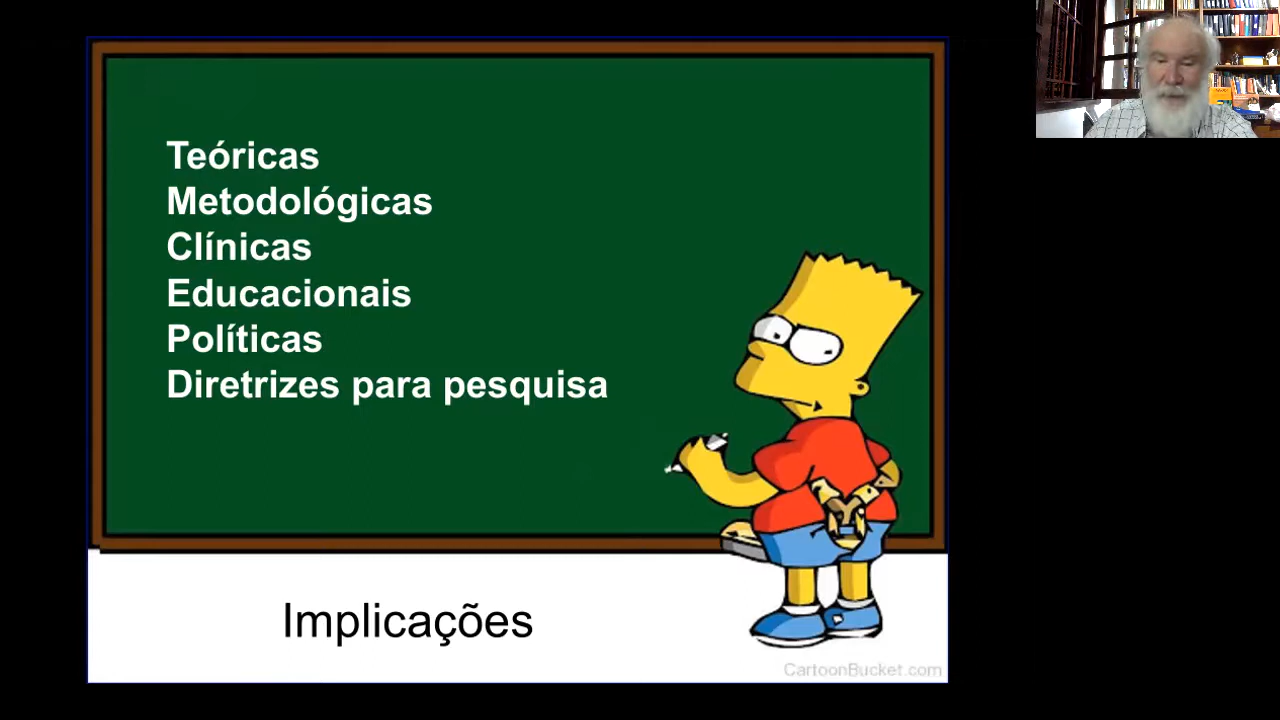 Teóricas
Metodológicas
Clínicas
Educacionais
Políticas
Diretrizes para pesquisa
Implicações
CartoonBucket.com